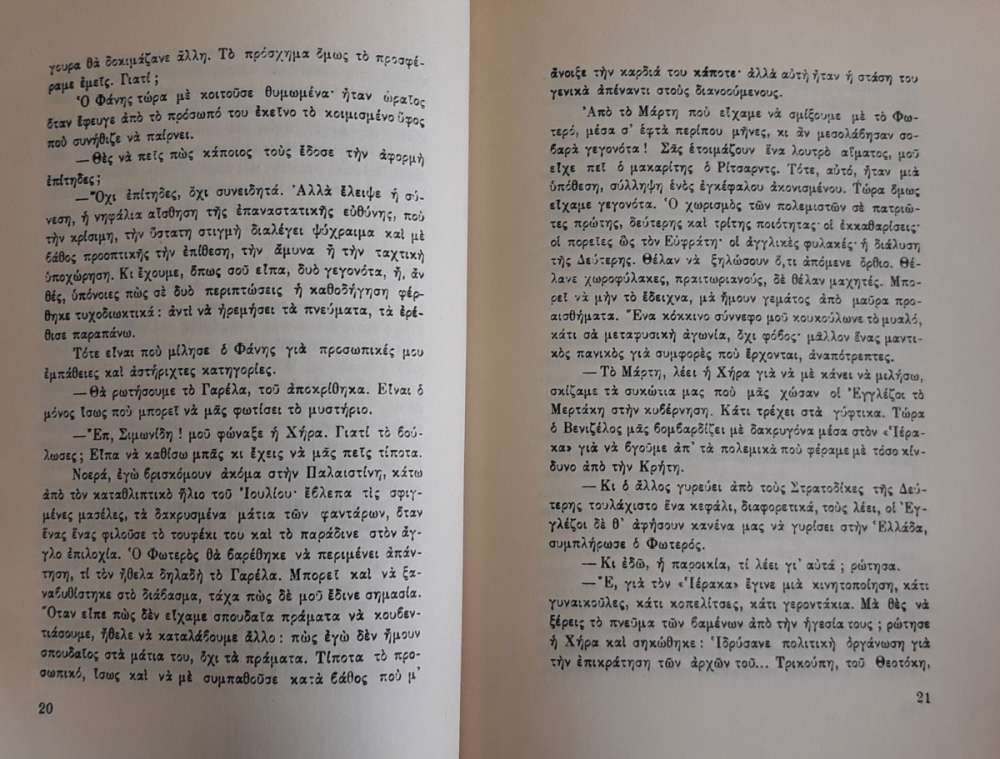 γουρα θὰ δοκιμάζανε ἄλλη. Τὸ πρόσχημα ὅμως τὸ προσφέ-
ραμε ἐμεῖς. Γιατί ;
Ὁ Φάνης τώρα μὲ κοιτοῦσε θυμωμένα· ἦταν ὡραῖος
ὅταν ἔφευγε ἀπὸ τὸ πρόσωπό του ἐκεῖνο τὸ κοιμισμένο ὕφος
ποὺ συνήθιζε νὰ παίρνει.
— Θὲς νὰ πεῖς πὼς κάποιος τοὺς ἔδοσε τὴν ἀφορμὴ
ἐπίτηδες ;
— Ὄχι ἐπίτηδες, ὄχι συνειδητά. Ἀλλὰ ἔλειψε ἡ σύ-
νεση, ἡ νηφάλια αἴσθηση τῆς ἐπαναστατικῆς εὐθύνης, ποὺ
τὴν κρίσιμη, τὴν ὕστατη στιγμὴ διαλέγει ψύχραιμα καὶ μὲ
βάθος προοπτικῆς τὴν ἐπίθεση, τὴν ἄμυνα ἢ τὴν ταχτικὴ
ὑποχώρηση. Κι ἔχουμε, ὅπως σοῦ εἶπα, δυὸ γεγονότα, ἤ, ἂν
θές, ὑπόνοιες πὼς σὲ δυὸ περιπτώσεις ἡ καθοδήγηση φέρ-
θηκε τυχοδιωκτικά : ἀντὶ νὰ ἠρεμήσει τὰ πνεύματα, τὰ ἐρέ-
θισε παραπάνω.
Τότε εἶναι ποὺ μίλησε ὁ Φάνης γιὰ προσωπικές μου
ἐμπάθειες καὶ ἀστήριχτες κατηγορίες.
— Θὰ ρωτήσουμε τὸ Γαρέλα, τοῦ ἀποκρίθηκα. Εἶναι ὁ
μόνος ἴσως ποὺ μπορεῖ νὰ μᾶς φωτίσει τὸ μυστήριο.
— Ἔπ, Σιμωνίδη ! μοῦ φώναξε ἡ Χήρα. Γιατί τὸ βού-
λωσες ; Εἶπα νὰ καθίσω μπᾶς κι ἔχεις νὰ μᾶς πεῖς τίποτα.
Νοερά, ἐγὼ βρισκόμουν ἀκόμα στὴν Παλαιστίνη, κάτω
ἀπὸ τὸν καταθλιπτικὸ ἥλιο τοῦ Ἰουλίου· ἔβλεπα τὶς σφιγ-
μένες μασέλες, τὰ δακρυσμένα μάτια τῶν φαντάρων, ὅταν
ἕνας ἕνας φιλοῦσε τὸ τουφέκι του καὶ τὸ παράδινε στὸν ἄγ-
γλο ἐπιλοχία. Ὁ Φωτερὸς θὰ βαρέθηκε νὰ περιμένει ἀπάν-
τηση, τί τὸν ἤθελα δηλαδὴ τὸ Γαρέλα. Μπορεῖ καὶ νὰ ξα-
ναβυθίστηκε στὸ διάβασμα, τάχα πὼς δὲ μοῦ ἔδινε σημασία.
Ὅταν εἶπε πὼς δὲν εἴχαμε σπουδαῖα πράματα νὰ κουβεν-
τιάσουμε, ἤθελε νὰ καταλάβουμε ἄλλο : πὼς ἐγὼ δὲν ἤμουν
σπουδαῖος στὰ μάτια του, ὄχι τὰ πράματα. Τίποτα τὸ προ-
σωπικό, ἴσως καὶ νὰ μὲ συμπαθοῦσε κατὰ βάθος ποὺ μ'
20
ἄνοιξε τὴν καρδιά του κάποτε· ἀλλὰ αὐτὴ ἦταν ἡ στάση του
γενικὰ ἀπέναντι στοὺς διανοούμενους.
Ἀπὸ τὸ Μάρτη ποὺ εἴχαμε νὰ σμίξουμε μὲ τὸ Φω-
τερό, μέσα σ' ἑφτὰ περίπου μῆνες, κι ἂν μεσολάβησαν σο-
βαρὰ γεγονότα ! Σᾶς ἑτοιμάζουν ἕνα λουτρὸ αἵματος, μοῦ
εἶχε πεῖ ὁ μακαρίτης ὁ Ρίτσαρντς. Τότε, αὐτό, ἦταν μιὰ
ὑπόθεση, σύλληψη ἑνὸς ἐγκέφαλου ἀκονισμένου. Τώρα ὅμως
εἴχαμε γεγονότα. Ὁ χωρισμὸς τῶν πολεμιστῶν σὲ πατριῶ-
τες πρώτης, δεύτερης καὶ τρίτης ποιότητας· οἱ ἐκκαθαρίσεις·
οἱ πορεῖες ὣς τὸν Εὐφράτη· οἱ ἀγγλικὲς φυλακές· ἡ διάλυση
τῆς Δεύτερης. Θέλαν νὰ ξηλώσουν ὅ,τι ἀπόμενε ὄρθιο. Θέ-
λανε χωροφύλακες, πραιτωριανούς, δὲ θέλαν μαχητές. Μπο-
ρεῖ νὰ μὴν τὸ ἔδειχνα, μὰ ἤμουν γεμάτος ἀπὸ μαῦρα προ-
αισθήματα. Ἕνα κόκκινο σύννεφο μοῦ κουκούλωνε τὸ μυαλό,
κάτι σὰ μεταφυσικὴ ἀγωνία, ὄχι φόβος· μᾶλλον ἕνας μαντι-
κὸς πανικὸς γιὰ συμφορὲς ποὺ ἔρχονται, ἀναπότρεπτες.
— Τὸ Μάρτη, λέει ἡ Χήρα γιὰ νὰ μὲ κάνει νὰ μιλήσω,
σκίζαμε τὰ συκώτια μας ποὺ μᾶς χώσαν οἱ Ἐγγλέζοι τὸ
Μερτάκη στὴν κυβέρνηση. Κάτι τρέχει στὰ γύφτικα. Τώρα
ὁ Βενιζέλος μᾶς βομβαρδίζει μὲ δακρυγόνα μέσα στὸν «Ἱέρα-
κα» γιὰ νὰ βγοῦμε ἀπ' τὰ πολεμικὰ ποὺ φέραμε μὲ τόσο κίν-
δυνο ἀπὸ τὴν Κρήτη.
— Κι ὁ ἄλλος γυρεύει ἀπὸ τοὺς Στρατοδίκες τῆς Δεύ-
τερης τουλάχιστο ἕνα κεφάλι, διαφορετικά, τοὺς λέει, οἱ Ἐγ-
γλέζοι δὲ θ' ἀφήσουν κανένα μας νὰ γυρίσει στὴν Ἑλλάδα,
συμπλήρωσε ὁ Φωτερός.
— Κι ἐδῶ, ἡ παροικία, τί λέει γι' αὐτά ; ρώτησα.
— Ἔ, γιὰ τὸν «Ἱέρακα» ἔγινε μιὰ κινητοποίηση, κάτι
γυναικοῦλες, κάτι κοπελίτσες, κάτι γεροντάκια. Μὰ θὲς νὰ
ξέρεις τὸ πνεῦμα τῶν βαμένων ἀπὸ τὴν ἡγεσία τους ; ρώτησε
ἡ Χήρα καὶ σηκώθηκε : Ἱδρύσανε πολιτικὴ ὀργάνωση γιὰ
τὴν ἐπικράτηση τῶν ἀρχῶν τοῦ... Τρικούπη, τοῦ Θεοτόκη,
21